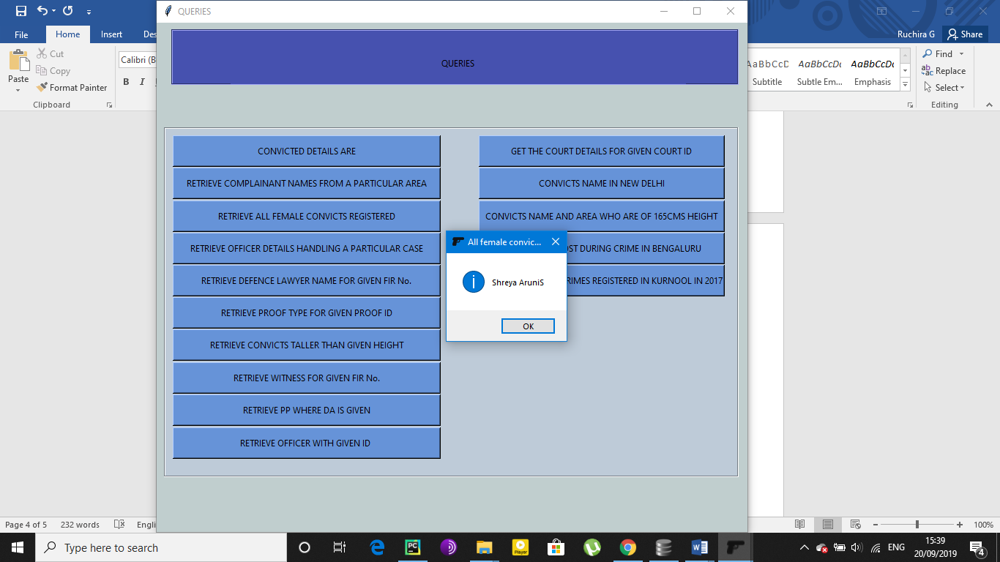 QUERIES
File
Home
Insert
Des
Ruchira G
Share
Cut
Copy
Paste
Format Painter
Clipboard
Calibri (B
B I
QUERIES
AaBbCcD
AaBbCcDt
AaBbCcDt
Subtitle
Subtle Em...
Emphasis
Find
Replace
Select
Editing
CONVICTED DETAILS ARE
RETRIEVE COMPLAINANT NAMES FROM A PARTICULAR AREA
RETRIEVE ALL FEMALE CONVICTS REGISTERED
RETRIEVE OFFICER DETAILS HANDLING A PARTICULAR CASE
RETRIEVE DEFENCE LAWYER NAME FOR GIVEN FIR No.
RETRIEVE PROOF TYPE FOR GIVEN PROOF ID
RETRIEVE CONVICTS TALLER THAN GIVEN HEIGHT
RETRIEVE WITNESS FOR GIVEN FIR No.
RETRIEVE PP WHERE DA IS GIVEN
RETRIEVE OFFICER WITH GIVEN ID
GET THE COURT DETAILS FOR GIVEN COURT ID
CONVICTS NAME IN NEW DELHI
CONVICTS NAME AND AREA WHO ARE OF 165CMS HEIGHT
OST DURING CRIME IN BENGALURU
RIMES REGISTERED IN KURNOOL IN 2017
All female convic...
Shreya AruniS
OK
Page 4 of 5
232 words
Engli
100%
Type here to search
PC
Player
ENG
15:39
20/09/2019
4